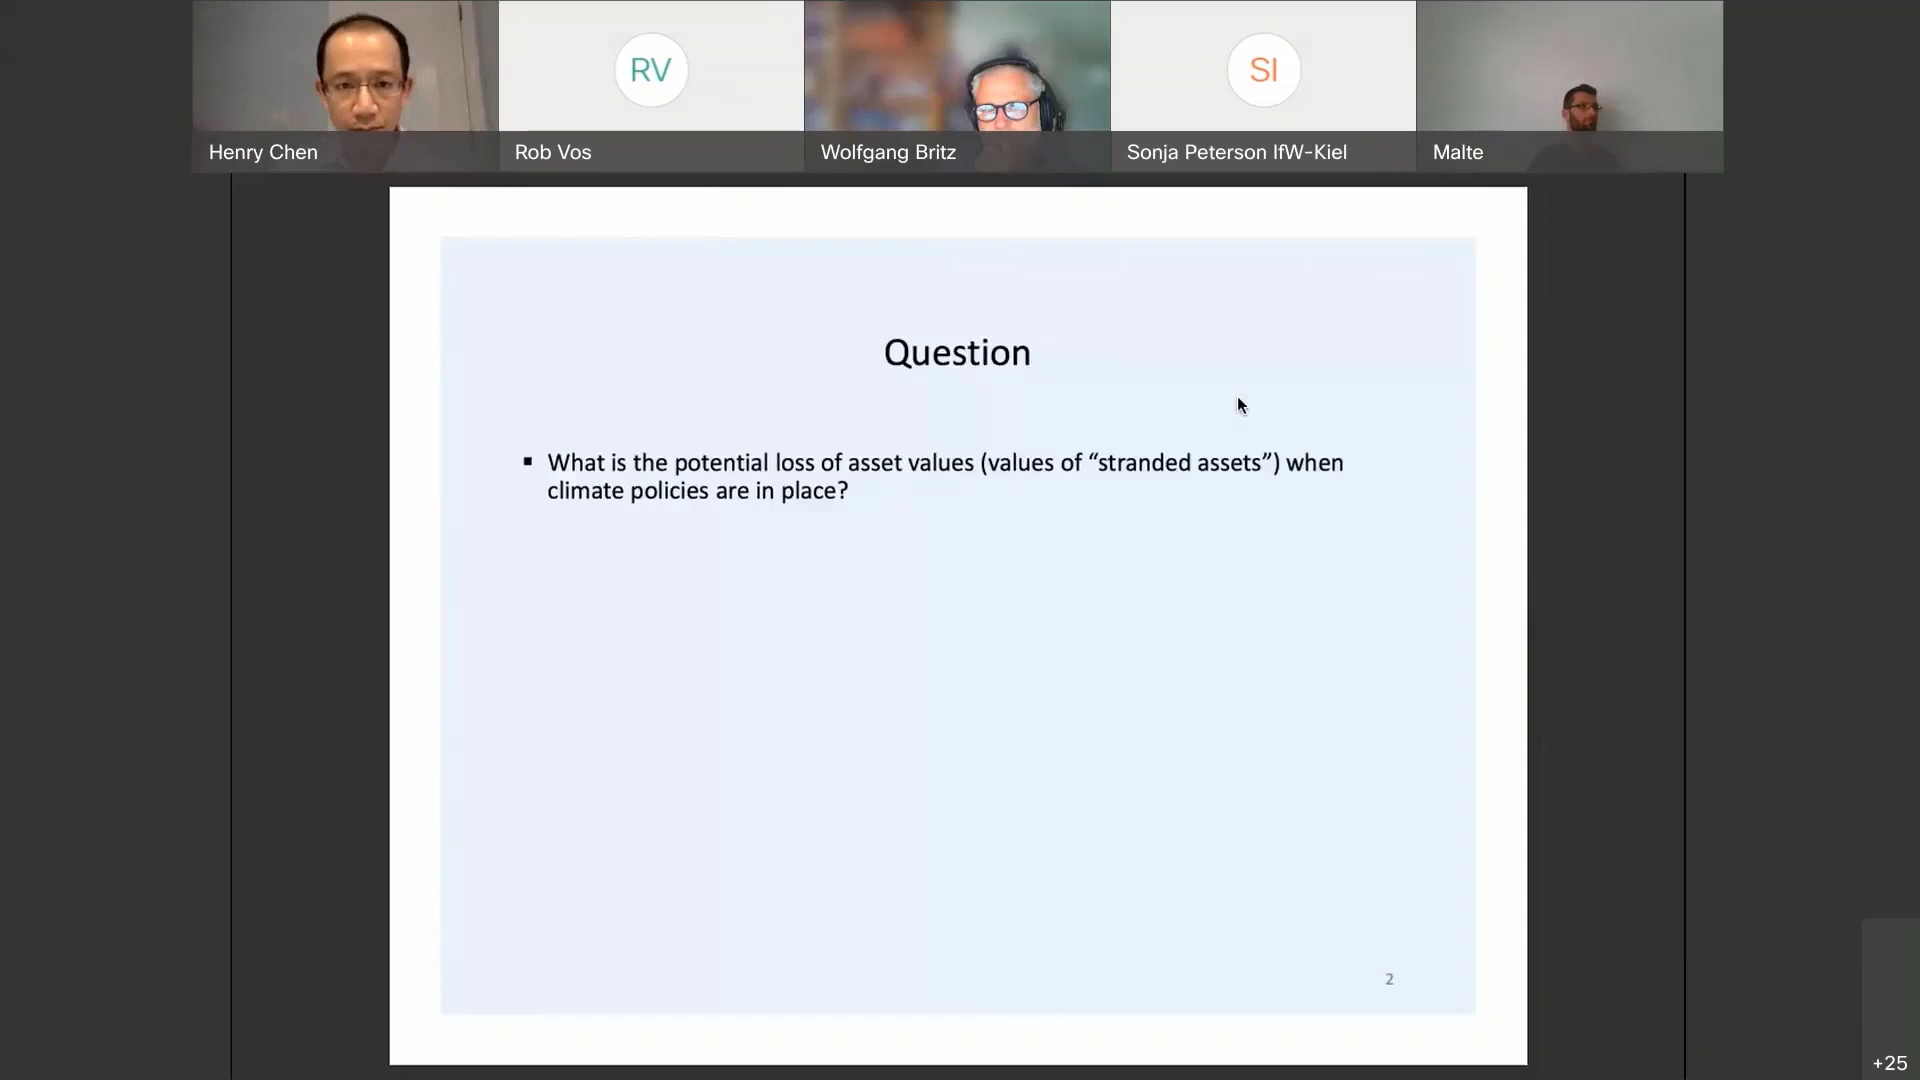 RV
SI
Henry Chen
Rob Vos
Wolfgang Britz
Sonja Peterson IfW-Kiel
Malte
Question
▪ What is the potential loss of asset values (values of “stranded assets”) when
climate policies are in place?
2
+25